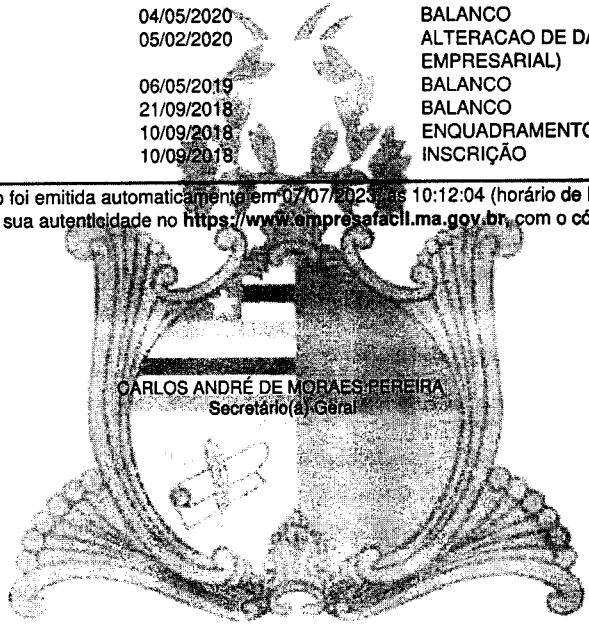 04/05/2020 BALANCO
05/02/2020 ALTERACAO DE DA
EMPRESARIAL)
06/05/2019 BALANCO
21/09/2018 BALANCO
10/09/2018 ENQUADRAMENTO
10/09/2018 INSCRIÇÃO
o foi emitida automaticamente em 07/07/2023, às 10:12:04 (horário de
sua autenticidade no https://www.empresafacil.ma.gov.br, com o có
CARLOS ANDRÉ DE MORAES PEREIRA
Secretário(a) Geral